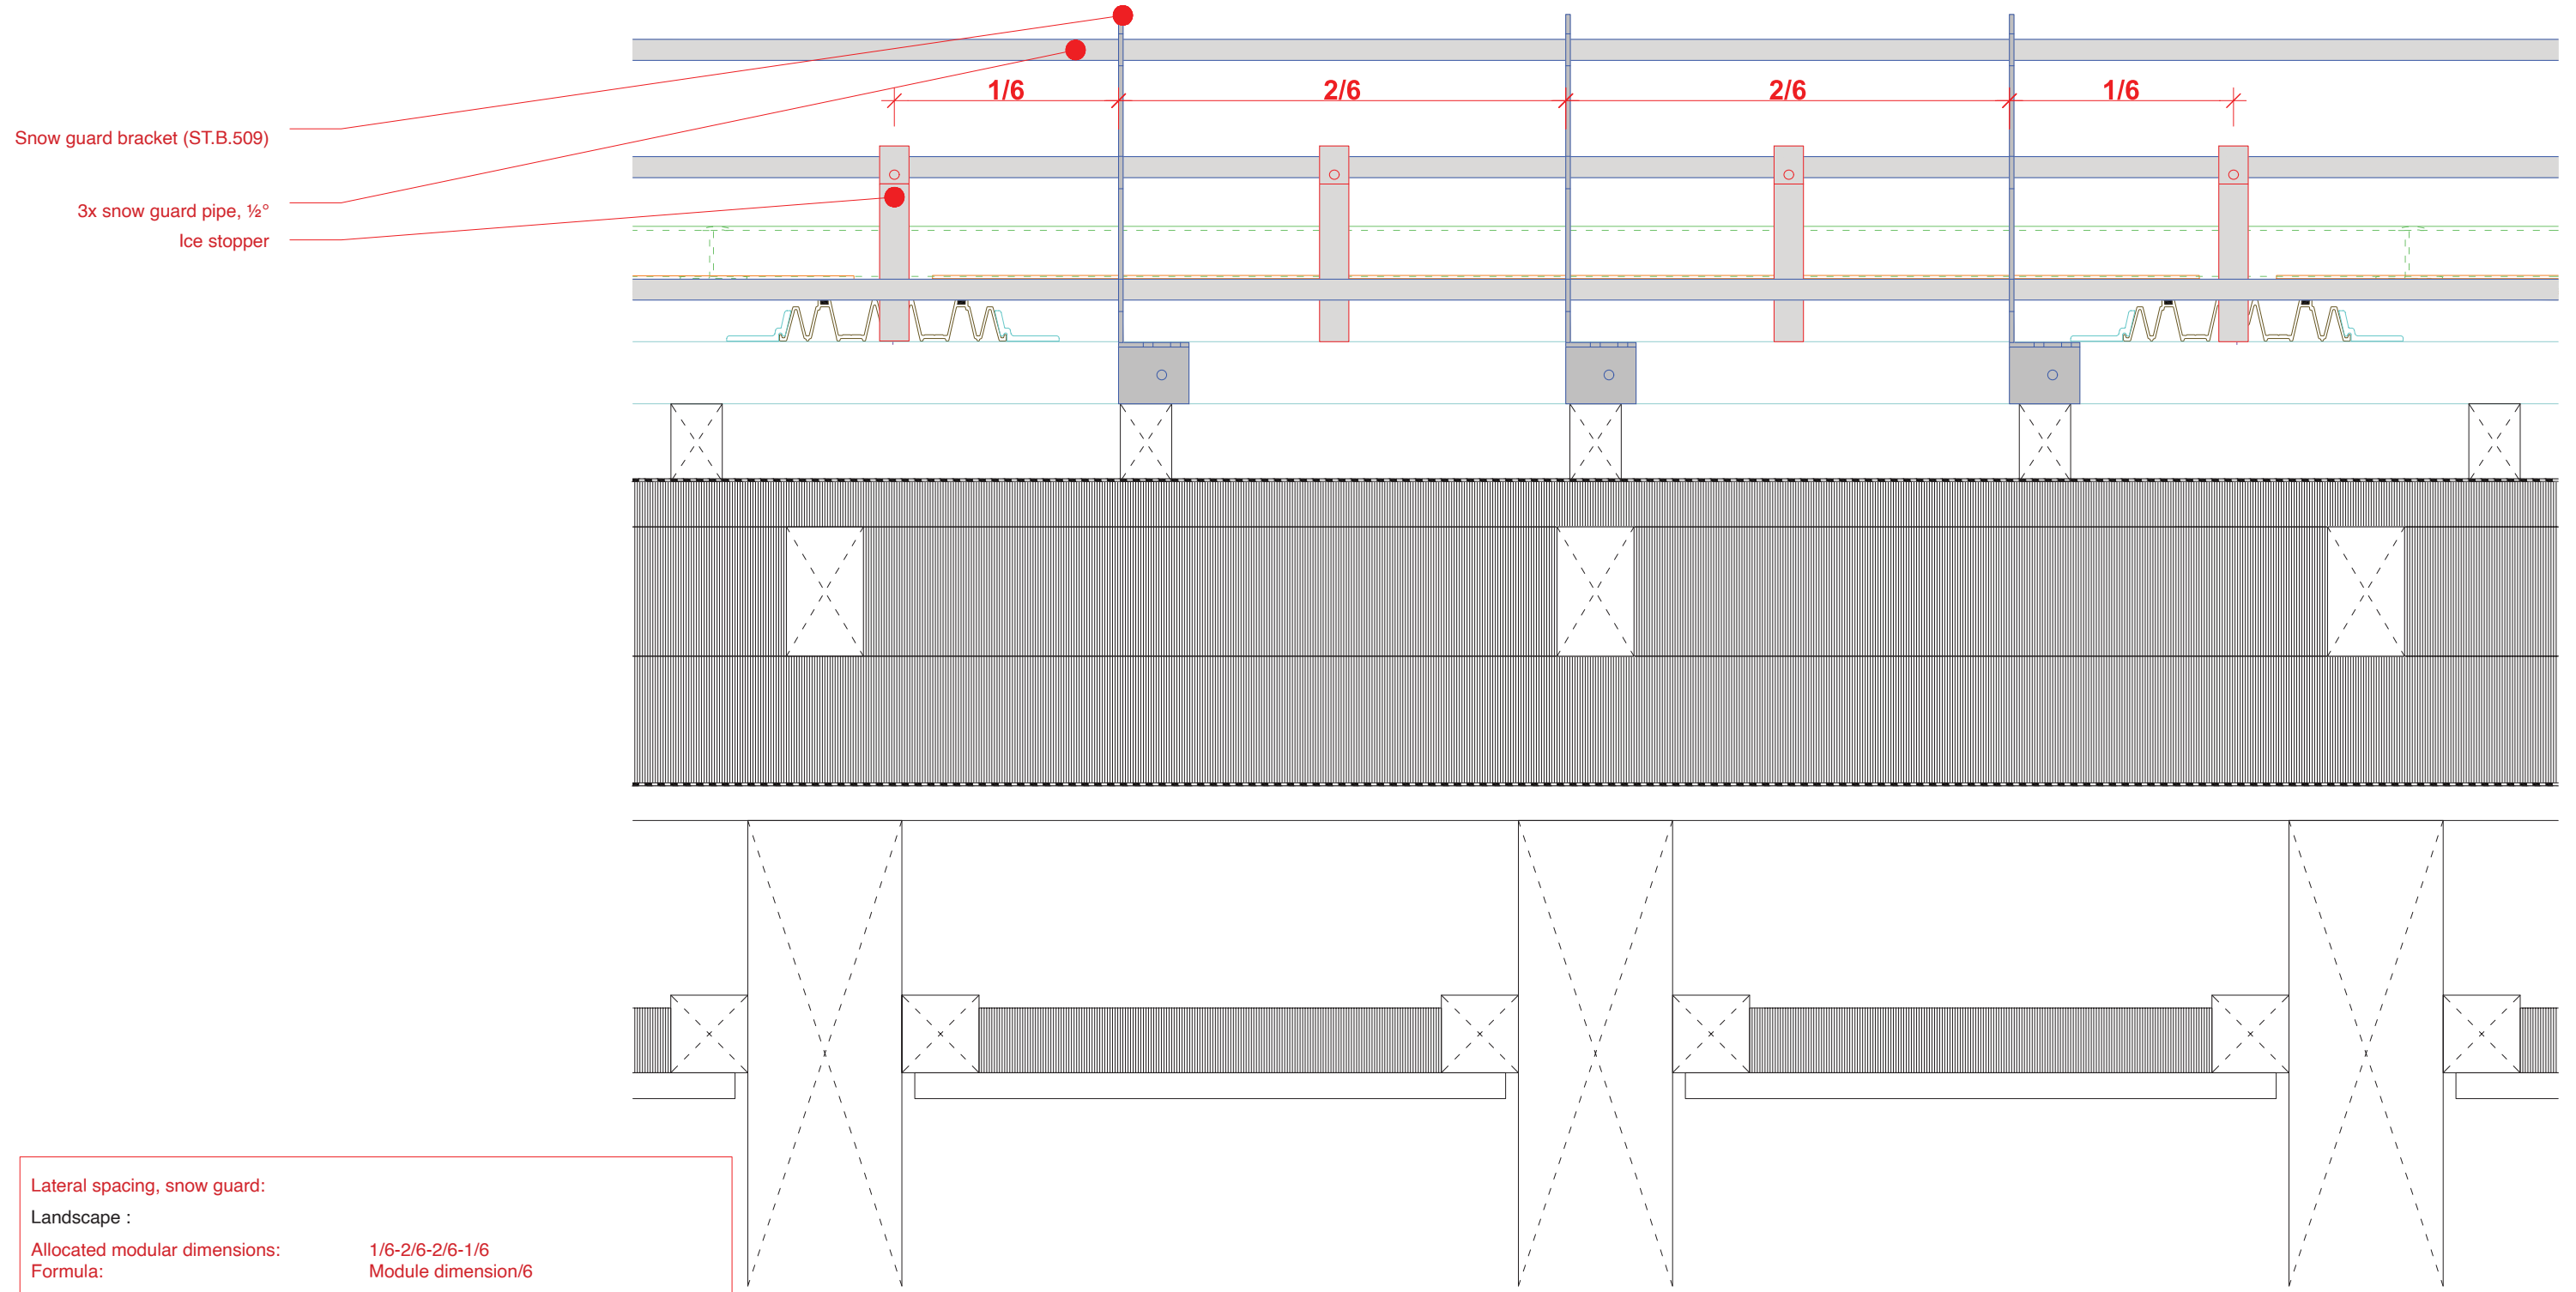 1/6 2/6 2/6 1/6
Snow guard bracket (ST.B.509)
3x snow guard pipe, ½°
Ice stopper
Lateral spacing, snow guard:
Landscape :
Allocated modular dimensions: 1/6-2/6-2/6-1/6
Formula: Module dimension/6